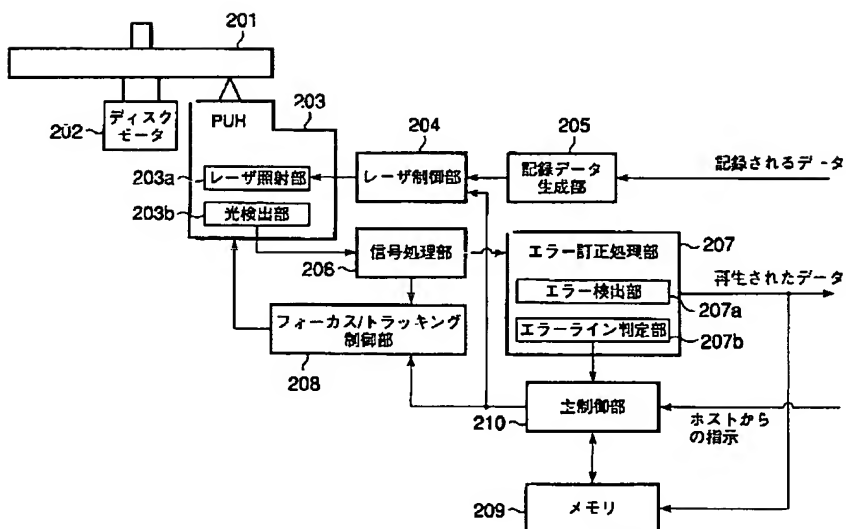 201
ディスク
モータ
202
PUH
203
203a
レーザ照射部
203b
光検出部
204
レーザ制御部
205
記録データ
生成部
記録されるデータ
信号処理部
206
エラー訂正処理部
207
エラー検出部
207a
エラーライン判定部
207b
再生されたデータ
フォーカス/トラッキング
制御部
208
主制御部
210
ホストから
の指示
メモリ
209